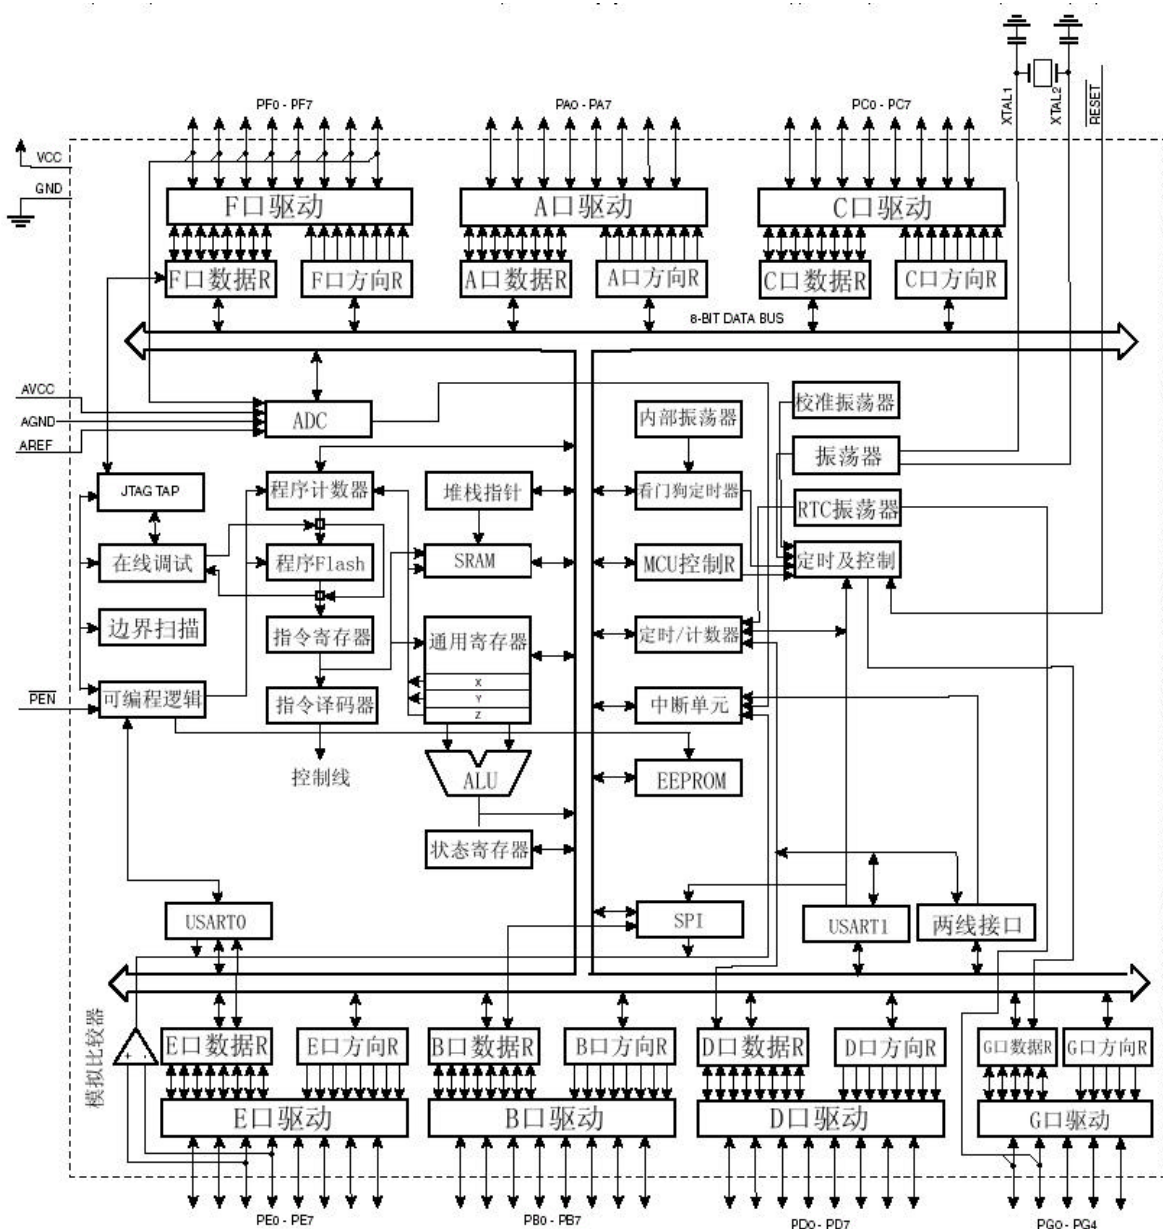 XTAL1
XTAL2
RESET
PF0 - PF7
PA0 - PA7
PC0 - PC7
VCC
GND
F口驱动
A口驱动
C口驱动
F口数据R
F口方向R
A口数据R
A口方向R
C口数据R
C口方向R
8-BIT DATA BUS
AVCC
AGND
AREF
ADC
内部振荡器
校准振荡器
振荡器
JTAG TAP
程序计数器
堆栈指针
看门狗定时器
RTC振荡器
在线调试
程序Flash
SRAM
MCU控制R
定时及控制
边界扫描
指令寄存器
通用寄存器
定时/计数器
X
Y
Z
PEN
可编程逻辑
指令译码器
中断单元
控制线
ALU
EEPROM
状态寄存器
USART0
SPI
USART1
两线接口
模拟比较器
+ -
E口数据R
E口方向R
B口数据R
B口方向R
D口数据R
D口方向R
G口数据R
G口方向R
E口驱动
B口驱动
D口驱动
G口驱动
PE0 - PE7
PB0 - PB7
PD0 - PD7
PG0 - PG4